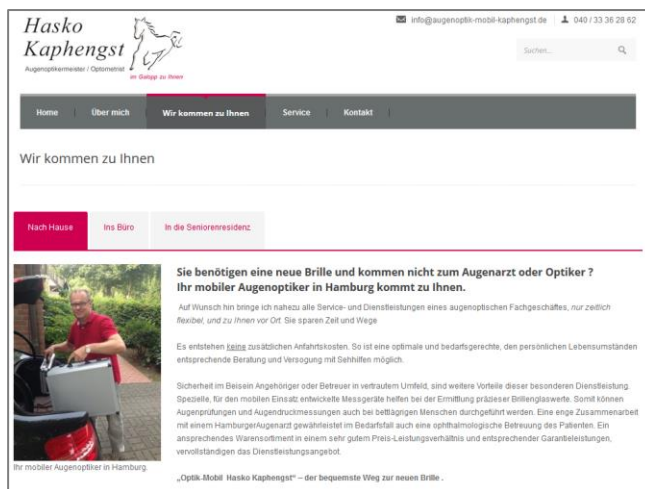 Hasko
Kaphengst
Augenoptikermeister / Optometrist
im Galopp zu Ihnen
info@augenoptik-mobil-kaphengst.de 040 / 33 36 28 62
Suchen...
Home Über mich Wir kommen zu Ihnen Service Kontakt
Wir kommen zu Ihnen
Nach Hause Ins Büro In die Seniorenresidenz
Sie benötigen eine neue Brille und kommen nicht zum Augenarzt oder Optiker ?
Ihr mobiler Augenoptiker in Hamburg kommt zu Ihnen.
Auf Wunsch hin bringe ich nahezu alle Service- und Dienstleistungen eines augenoptischen Fachgeschäftes, nur zeitlich
flexibel, und zu Ihnen vor Ort. Sie sparen Zeit und Wege
Es entstehen keine zusätzlichen Anfahrtskosten. So ist eine optimale und bedarfsgerechte, den persönlichen Lebensumständen
entsprechende Beratung und Versogung mit Sehhilfen möglich.
Sicherheit im Beisein Angehöriger oder Betreuer in vertrautem Umfeld, sind weitere Vorteile dieser besonderen Dienstleistung.
Spezielle, für den mobilen Einsatz entwickelte Messgeräte helfen bei der Ermittlung präzieser Brillenglaswerte. Somit können
Augenprüfungen und Augendruckmessungen auch bei bettlägrigen Menschen durchgeführt werden. Eine enge Zusammenarbeit
mit einem HamburgerAugenarzt gewährleistet im Bedarfsfall auch eine ophthalmologische Betreuung des Patienten. Ein
ansprechendes Warensortiment in einem sehr gutem Preis-Leistungsverhältnis und entsprechender Garantieleistungen,
vervollständigen das Dienstleistungsangebot.
Ihr mobiler Augenoptiker in Hamburg.
„Optik-Mobil Hasko Kaphengst" – der bequemste Weg zur neuen Brille .